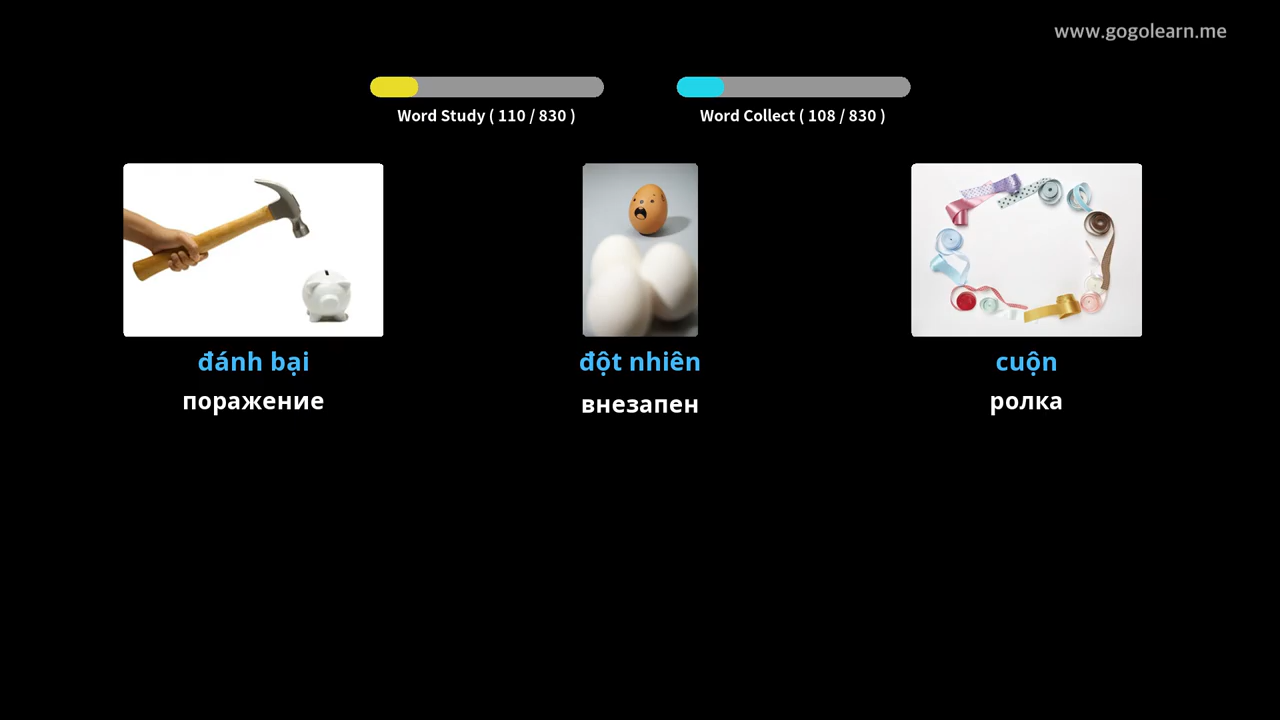 www.gogolearn.me
Word Study ( 110 / 830 )
Word Collect ( 108 / 830 )
đánh bại
поражение
đột nhiên
внезапен
cuộn
ролка